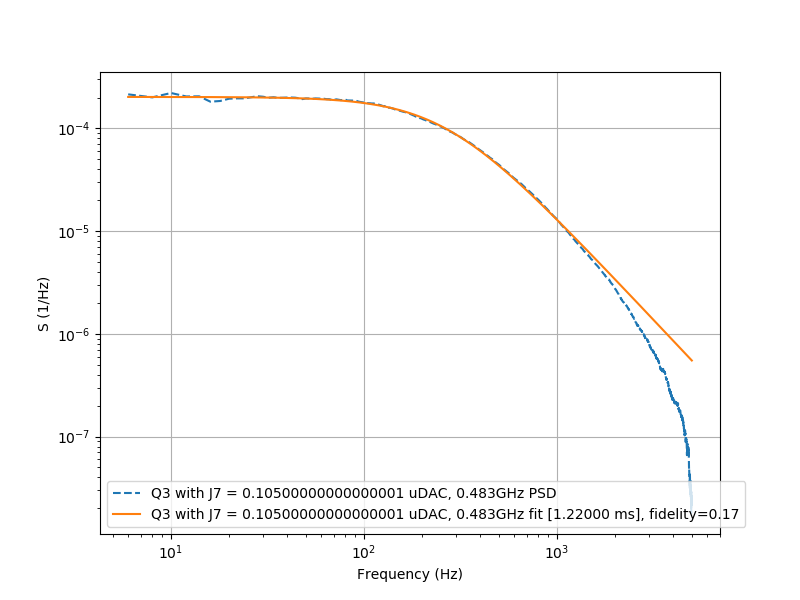 S (1/Hz)
10⁻⁴
10⁻⁵
10⁻⁶
10⁻⁷
Q3 with J7 = 0.10500000000000001 uDAC, 0.483GHz PSD
Q3 with J7 = 0.10500000000000001 uDAC, 0.483GHz fit [1.22000 ms], fidelity=0.17
10¹ 10² 10³
Frequency (Hz)